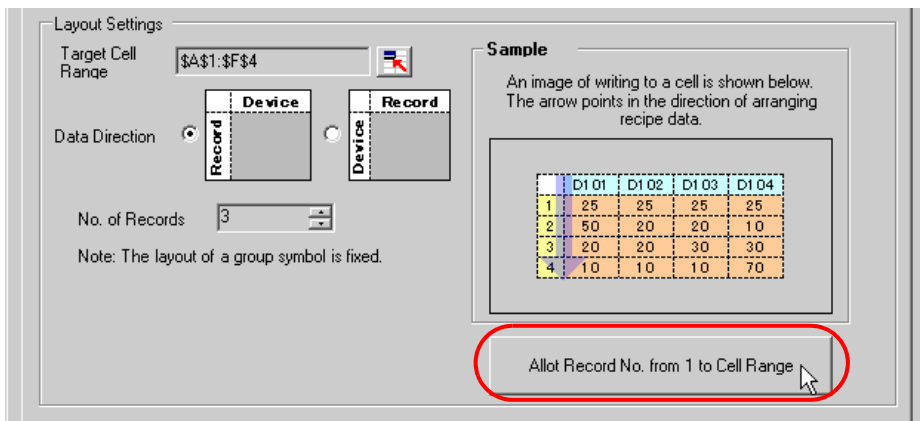 Layout Settings
Target Cell
Range
$A$1:$F$4
Data Direction
Device
Record
Record
Device
No. of Records
3
Note: The layout of a group symbol is fixed.
Sample
An image of writing to a cell is shown below.
The arrow points in the direction of arranging
recipe data.
D101 D102 D103 D104
1 25 25 25 25
2 50 20 20 10
3 20 20 30 30
4 10 10 10 70
Allot Record No. from 1 to Cell Range